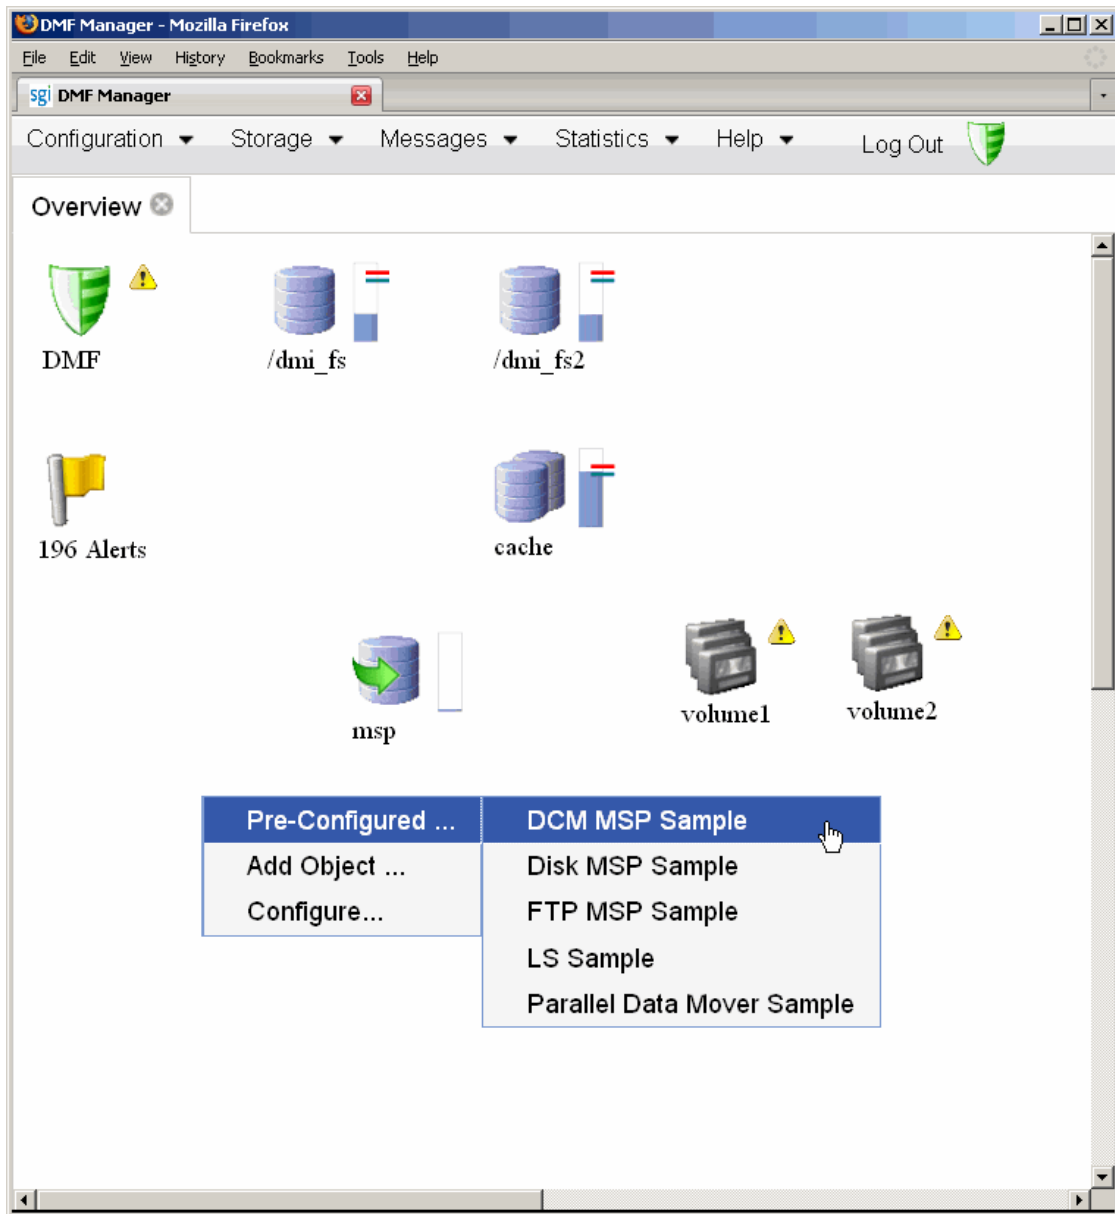 DMF Manager - Mozilla Firefox
File Edit View History Bookmarks Tools Help
sgi DMF Manager
Configuration Storage Messages Statistics Help Log Out
Overview
DMF /dmi_fs /dmi_fs2
196 Alerts cache
msp volume1 volume2
Pre-Configured ... DCM MSP Sample
Add Object ... Disk MSP Sample
Configure... FTP MSP Sample
LS Sample
Parallel Data Mover Sample